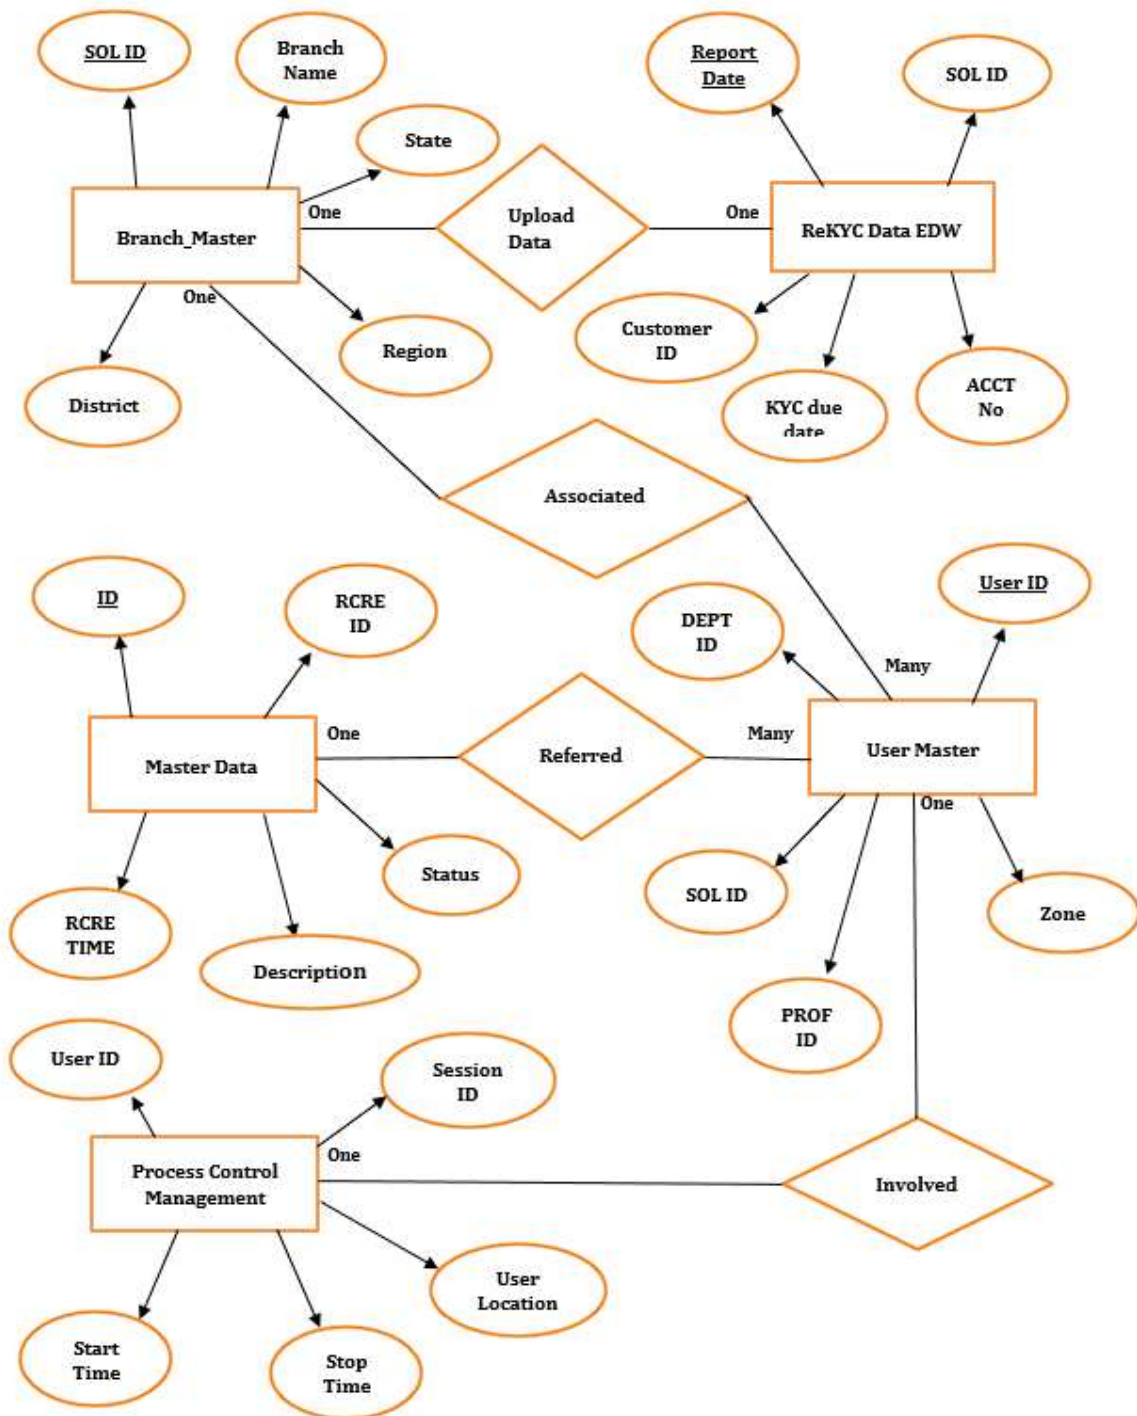 SOL ID
Branch
Name
Report
Date
SOL ID
State
One
Upload
Data
One
Branch_Master
ReKYC Data EDW
One
Customer
ID
Region
District
KYC due
date
ACCT
No
Associated
ID
RCRE
ID
User ID
DEPT
ID
Many
One
Many
Master Data
Referred
User Master
One
Status
SOL ID
Zone
RCRE
TIME
Description
PROF
ID
User ID
Session
ID
One
Process Control
Management
Involved
User
Location
Start
Time
Stop
Time